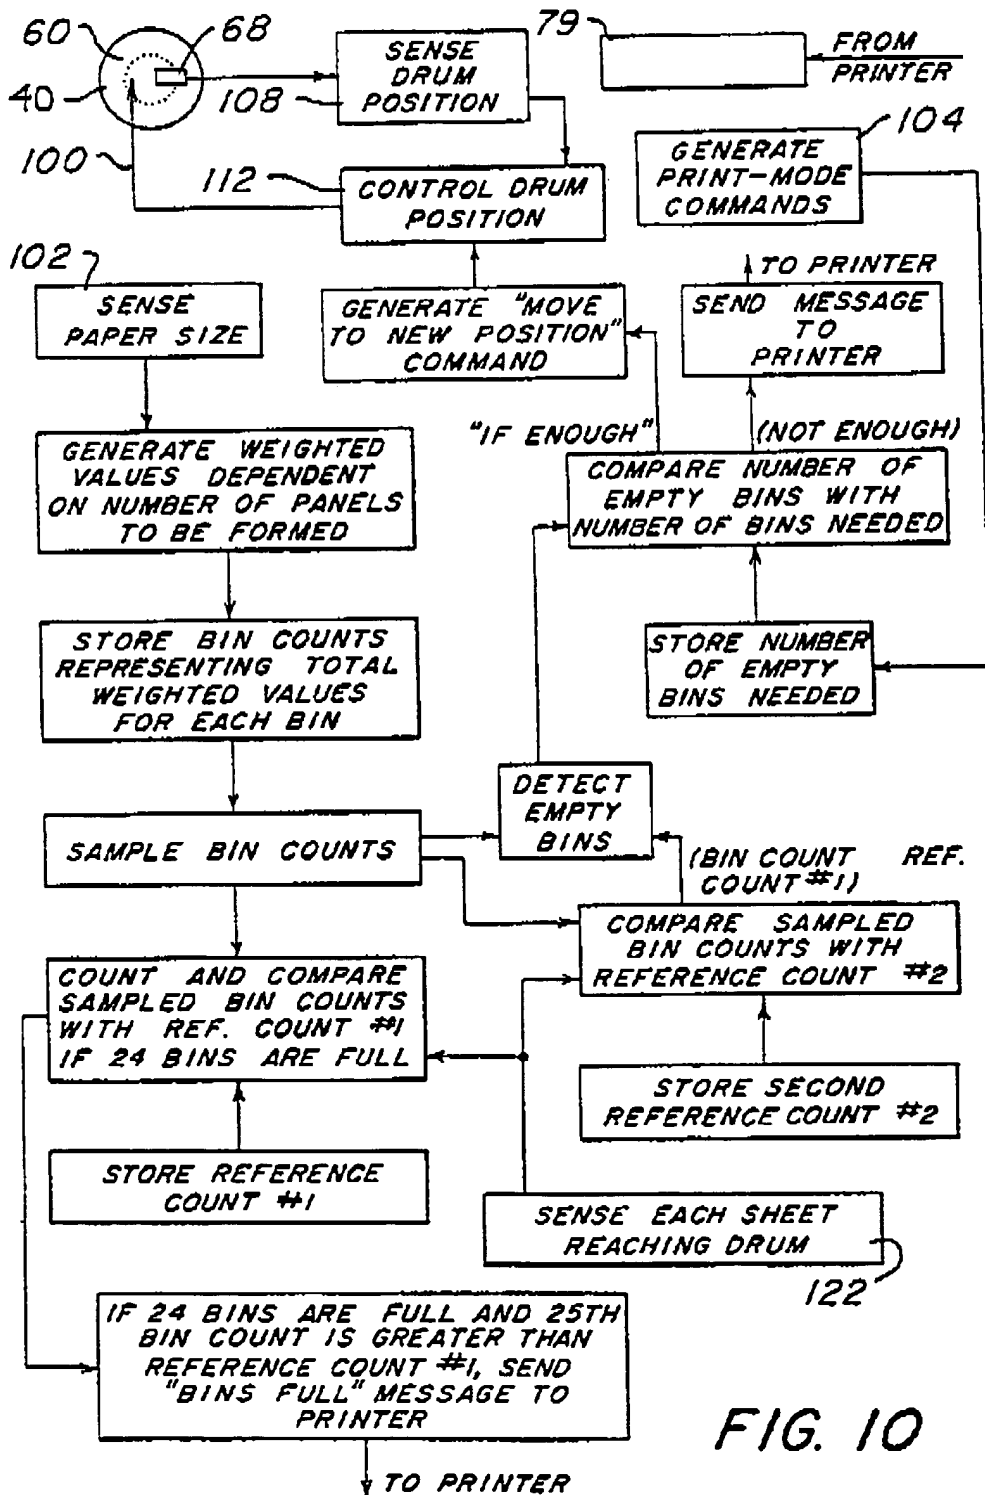 60
68
40
100
SENSE
DRUM
POSITION
108
79
FROM
PRINTER
104
GENERATE
PRINT-MODE
COMMANDS
112
CONTROL DRUM
POSITION
102
SENSE
PAPER SIZE
GENERATE "MOVE
TO NEW POSITION"
COMMAND
TO PRINTER
SEND MESSAGE
TO
PRINTER
"IF ENOUGH"
(NOT ENOUGH)
GENERATE WEIGHTED
VALUES DEPENDENT
ON NUMBER OF PANELS
TO BE FORMED
COMPARE NUMBER OF
EMPTY BINS WITH
NUMBER OF BINS NEEDED
STORE BIN COUNTS
REPRESENTING TOTAL
WEIGHTED VALUES
FOR EACH BIN
STORE NUMBER
OF EMPTY
BINS NEEDED
SAMPLE BIN COUNTS
DETECT
EMPTY
BINS
(BIN COUNT REF.
COUNT #1)
COMPARE SAMPLED
BIN COUNTS WITH
REFERENCE COUNT #2
COUNT AND COMPARE
SAMPLED BIN COUNTS
WITH REF. COUNT #1
IF 24 BINS ARE FULL
STORE SECOND
REFERENCE COUNT #2
STORE REFERENCE
COUNT #1
SENSE EACH SHEET
REACHING DRUM
122
IF 24 BINS ARE FULL AND 25TH
BIN COUNT IS GREATER THAN
REFERENCE COUNT #1, SEND
"BINS FULL" MESSAGE TO
PRINTER
TO PRINTER
FIG. 10